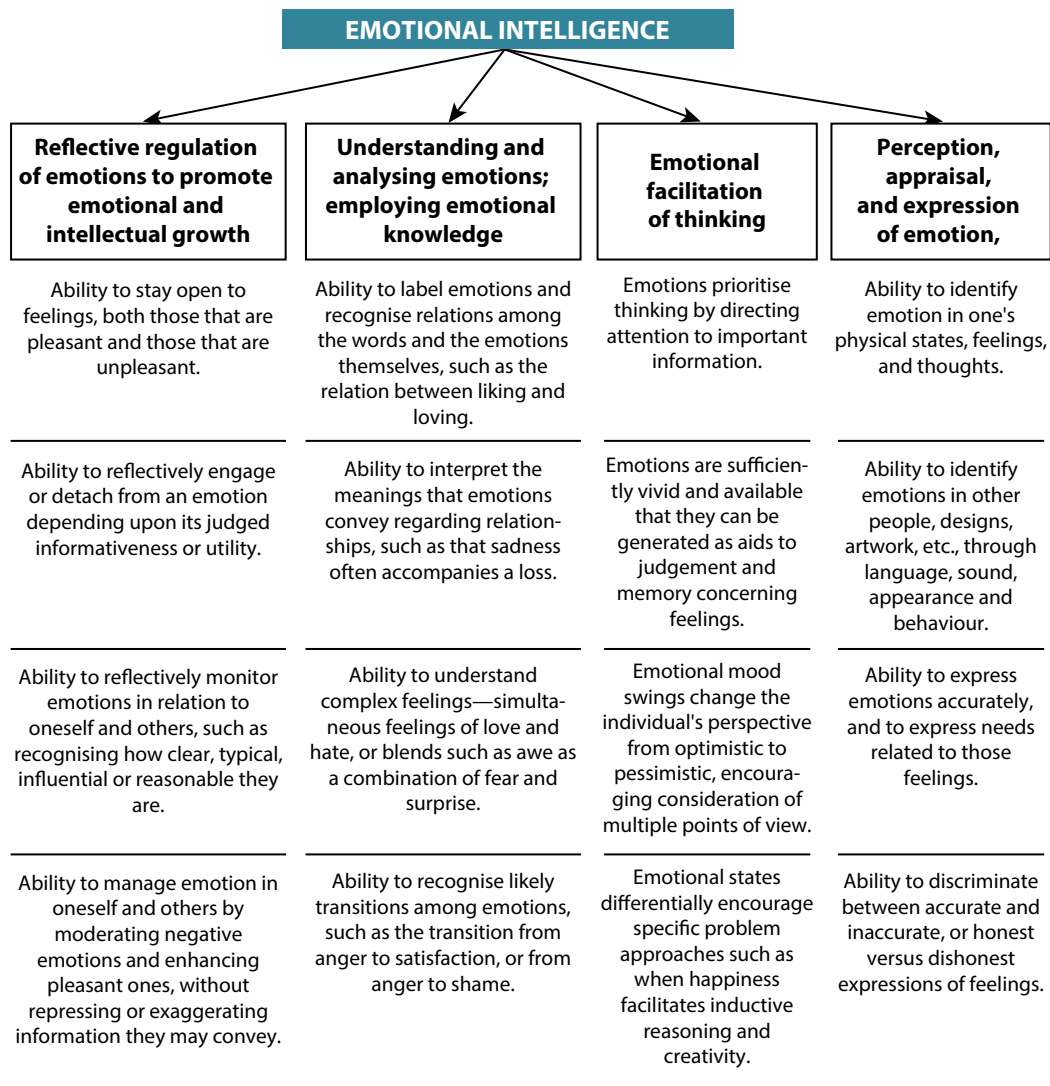 EMOTIONAL INTELLIGENCE
Reflective regulation
of emotions to promote
emotional and
intellectual growth
Ability to stay open to
feelings, both those that are
pleasant and those that are
unpleasant.
Ability to reflectively engage
or detach from an emotion
depending upon its judged
informativeness or utility.
Ability to reflectively monitor
emotions in relation to
oneself and others, such as
recognising how clear, typical,
influential or reasonable they
are.
Ability to manage emotion in
oneself and others by
moderating negative
emotions and enhancing
pleasant ones, without
repressing or exaggerating
information they may convey.
Understanding and
analysing emotions;
employing emotional
knowledge
Ability to label emotions and
recognise relations among
the words and the emotions
themselves, such as the
relation between liking and
loving.
Ability to interpret the
meanings that emotions
convey regarding relation-
ships, such as that sadness
often accompanies a loss.
Ability to understand
complex feelings—simulta-
neous feelings of love and
hate, or blends such as awe as
a combination of fear and
surprise.
Ability to recognise likely
transitions among emotions,
such as the transition from
anger to satisfaction, or from
anger to shame.
Emotional
facilitation
of thinking
Emotions prioritise
thinking by directing
attention to important
information.
Emotions are sufficien-
tly vivid and available
that they can be
generated as aids to
judgement and
memory concerning
feelings.
Emotional mood
swings change the
individual's perspective
from optimistic to
pessimistic, encoura-
ging consideration of
multiple points of view.
Emotional states
differentially encourage
specific problem
approaches such as
when happiness
facilitates inductive
reasoning and
creativity.
Perception,
appraisal,
and expression
of emotion,
Ability to identify
emotion in one's
physical states, feelings,
and thoughts.
Ability to identify
emotions in other
people, designs,
artwork, etc., through
language, sound,
appearance and
behaviour.
Ability to express
emotions accurately,
and to express needs
related to those
feelings.
Ability to discriminate
between accurate and
inaccurate, or honest
versus dishonest
expressions of feelings.